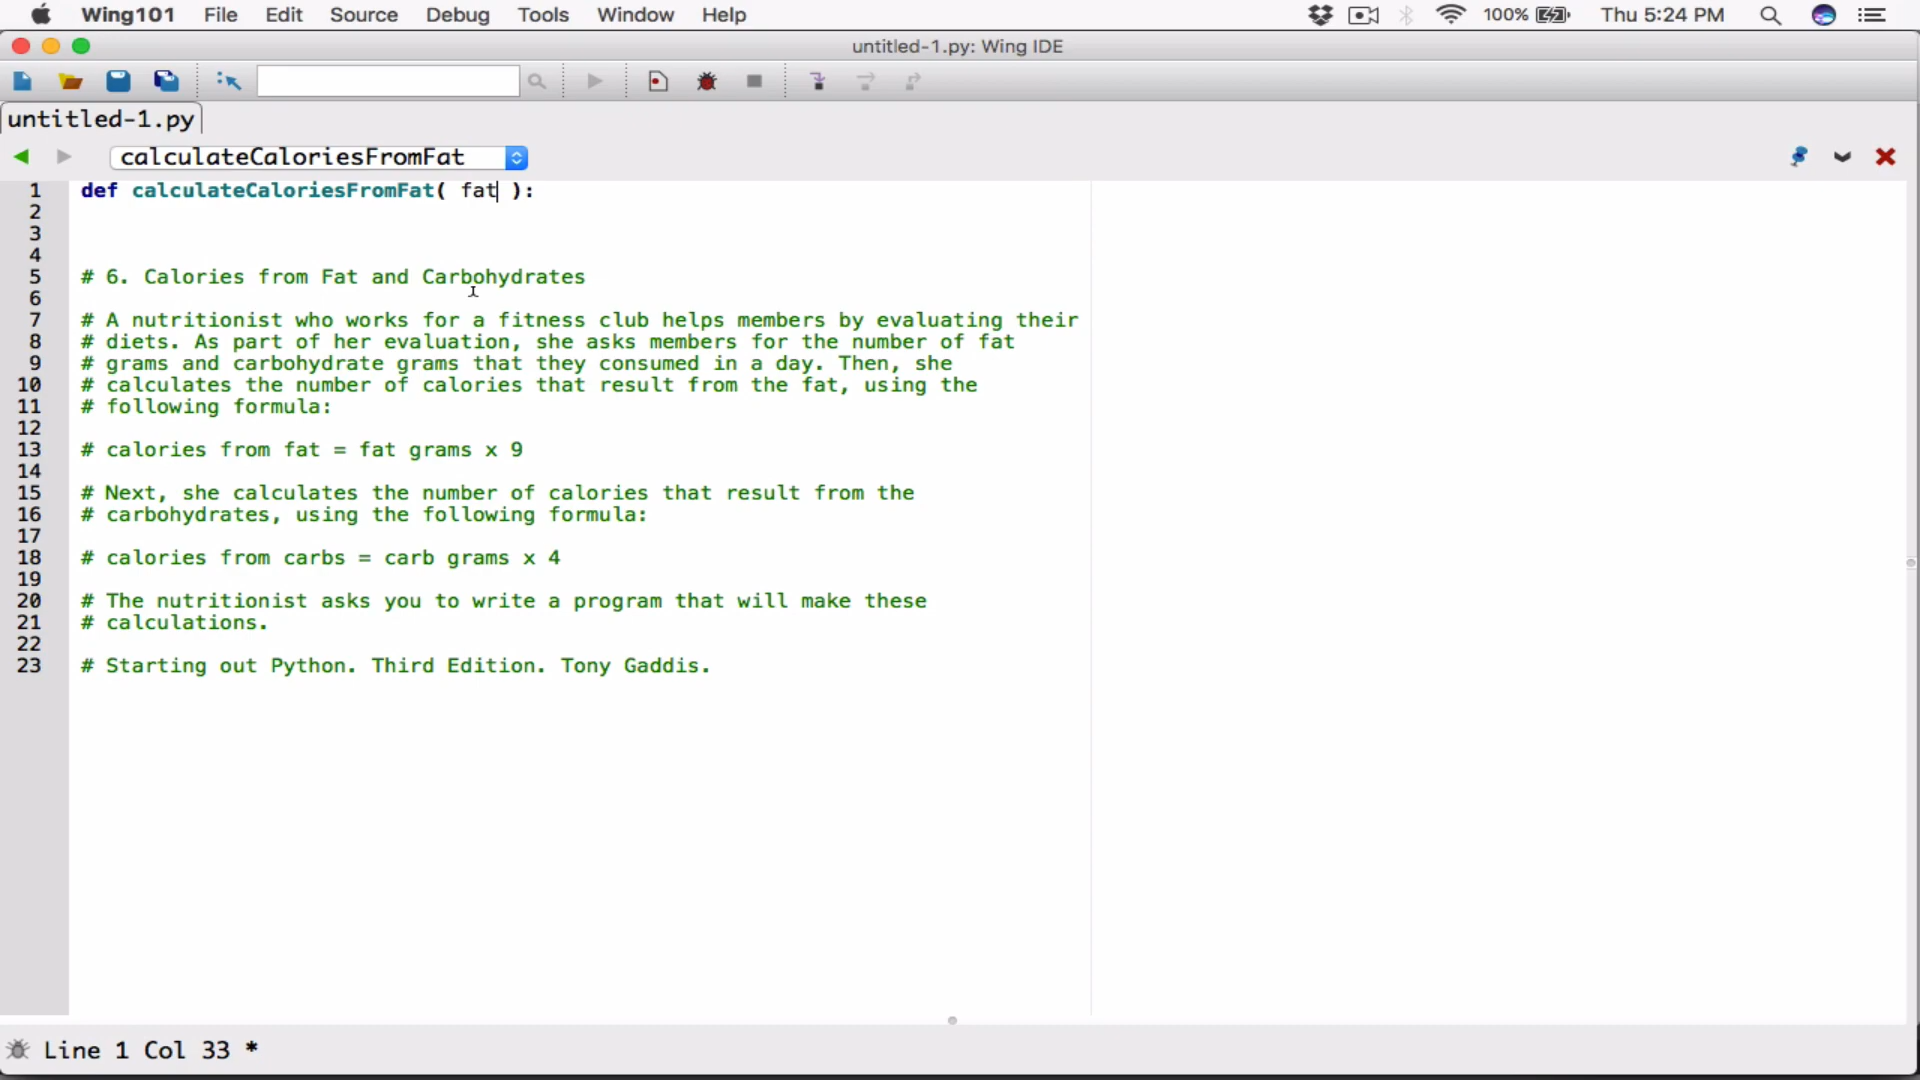 Wing101 File Edit Source Debug Tools Window Help 100% Thu 5:24 PM
untitled-1.py: Wing IDE
untitled-1.py
calculateCaloriesFromFat
1 def calculateCaloriesFromFat( fat ):
2
3
4
5 # 6. Calories from Fat and Carbohydrates
6
7 # A nutritionist who works for a fitness club helps members by evaluating their
8 # diets. As part of her evaluation, she asks members for the number of fat
9 # grams and carbohydrate grams that they consumed in a day. Then, she
10 # calculates the number of calories that result from the fat, using the
11 # following formula:
12
13 # calories from fat = fat grams x 9
14
15 # Next, she calculates the number of calories that result from the
16 # carbohydrates, using the following formula:
17
18 # calories from carbs = carb grams x 4
19
20 # The nutritionist asks you to write a program that will make these
21 # calculations.
22
23 # Starting out Python. Third Edition. Tony Gaddis.
Line 1 Col 33 *